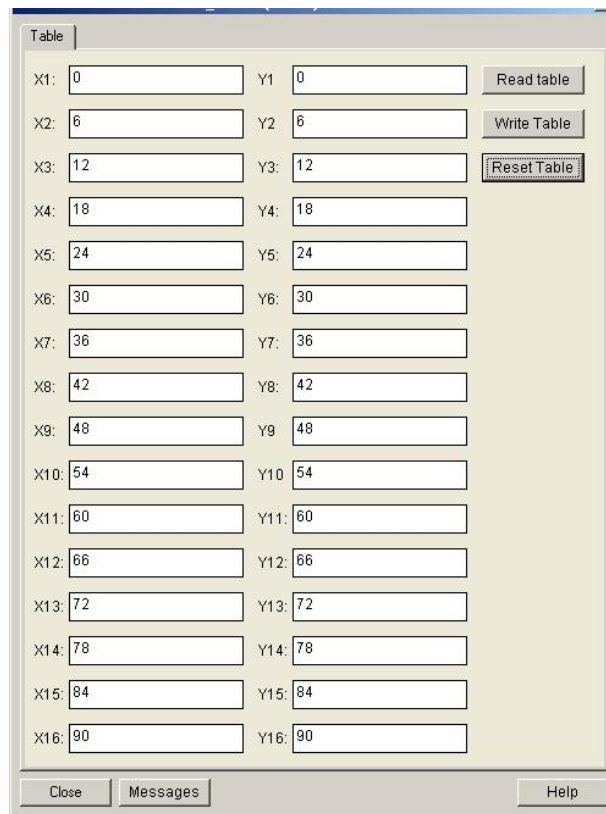 Table
X1: 0 Y1 0 Read table
X2: 6 Y2 6 Write Table
X3: 12 Y3: 12 Reset Table
X4: 18 Y4: 18
X5: 24 Y5: 24
X6: 30 Y6: 30
X7: 36 Y7: 36
X8: 42 Y8: 42
X9: 48 Y9 48
X10: 54 Y10 54
X11: 60 Y11: 60
X12: 66 Y12: 66
X13: 72 Y13: 72
X14: 78 Y14: 78
X15: 84 Y15: 84
X16: 90 Y16: 90
Close Messages Help